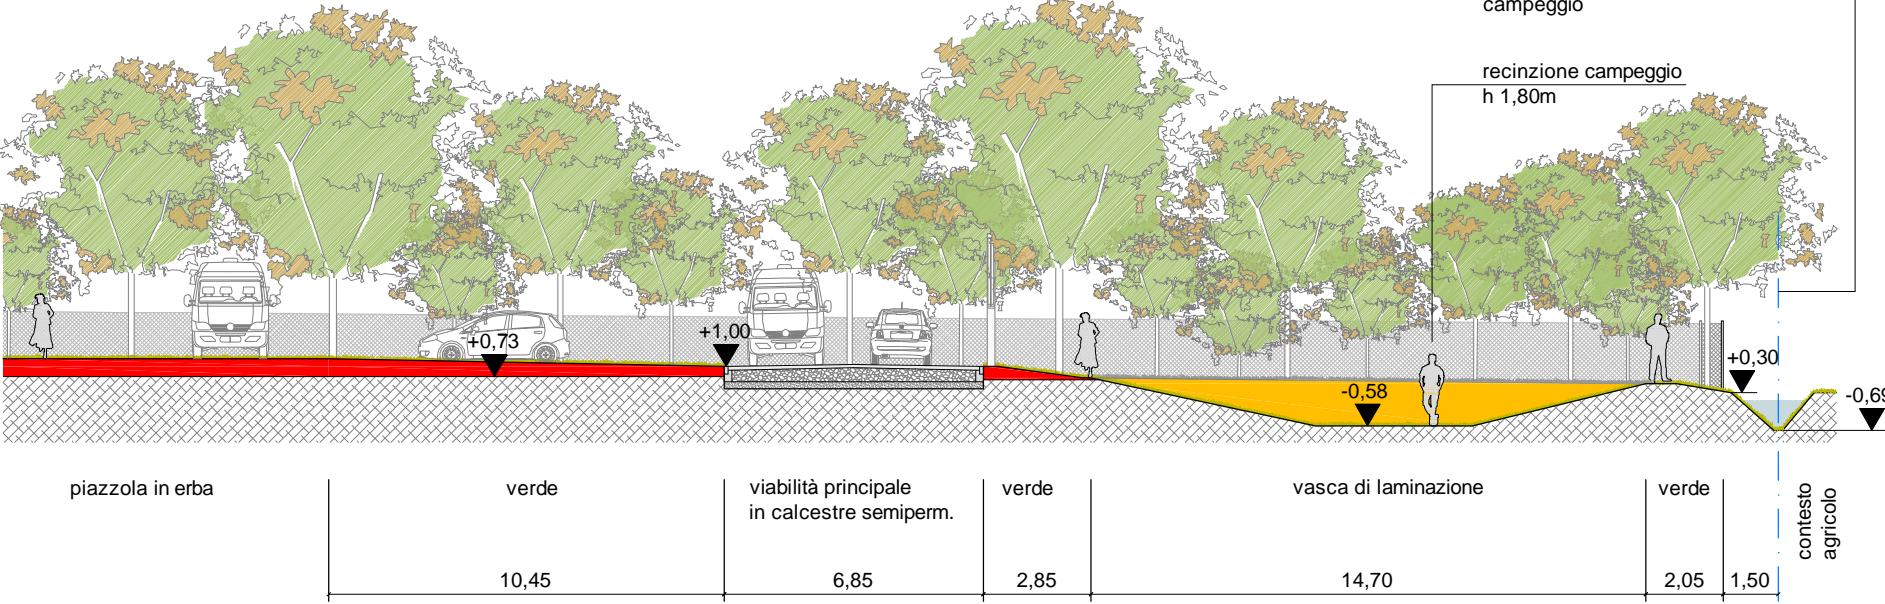 campeggio
recinzione campeggio
h 1,80m
+0,73
+1,00
-0,58
+0,30
-0,69
piazzola in erba
verde
viabilità principale
in calcestre semiperm.
verde
vasca di laminazione
verde
contesto
agricolo
10,45
6,85
2,85
14,70
2,05
1,50